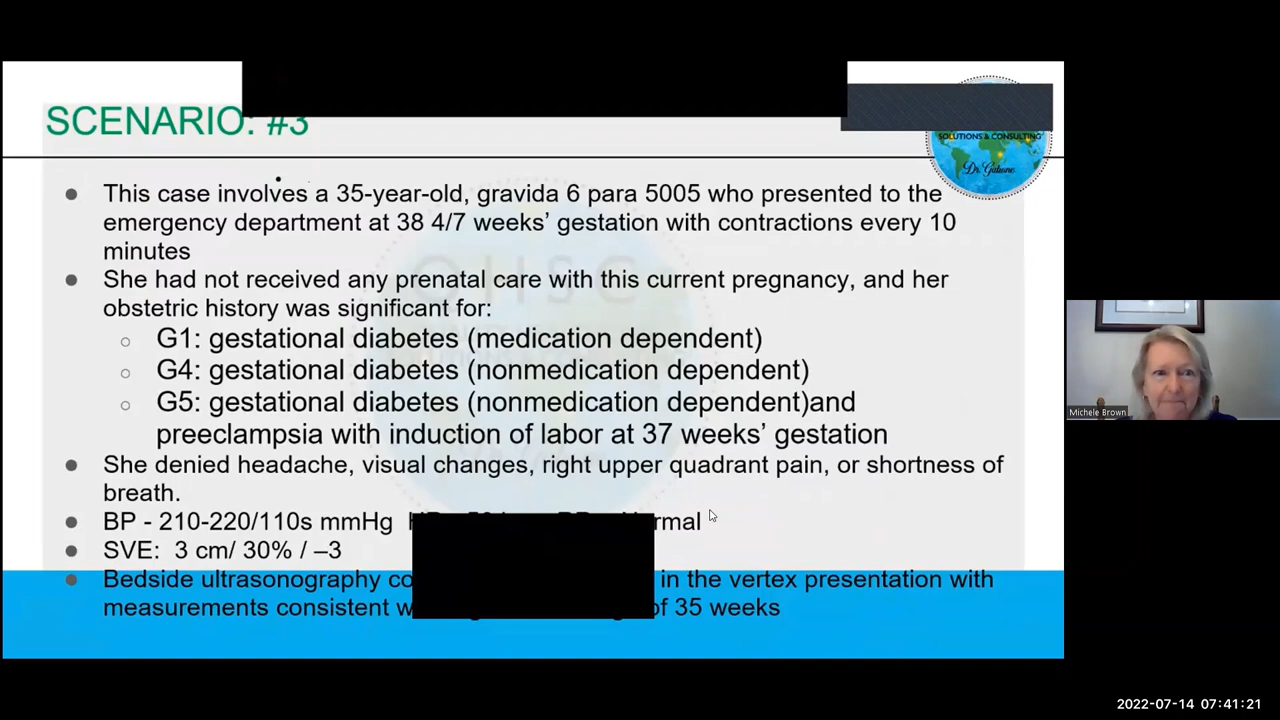 SCENARIO: #3
SOLUTIONS & CONSULTING
Dr. Gatune
• This case involves a 35-year-old, gravida 6 para 5005 who presented to the
emergency department at 38 4/7 weeks’ gestation with contractions every 10
minutes
• She had not received any prenatal care with this current pregnancy, and her
obstetric history was significant for:
○ G1: gestational diabetes (medication dependent)
○ G4: gestational diabetes (nonmedication dependent)
○ G5: gestational diabetes (nonmedication dependent)and
preeclampsia with induction of labor at 37 weeks’ gestation
• She denied headache, visual changes, right upper quadrant pain, or shortness of
breath.
• BP - 210-220/110s mmHg
• SVE: 3 cm/ 30% / –3
• Bedside ultrasonography in the vertex presentation with
measurements consistent of 35 weeks
Michele Brown
2022-07-14 07:41:21